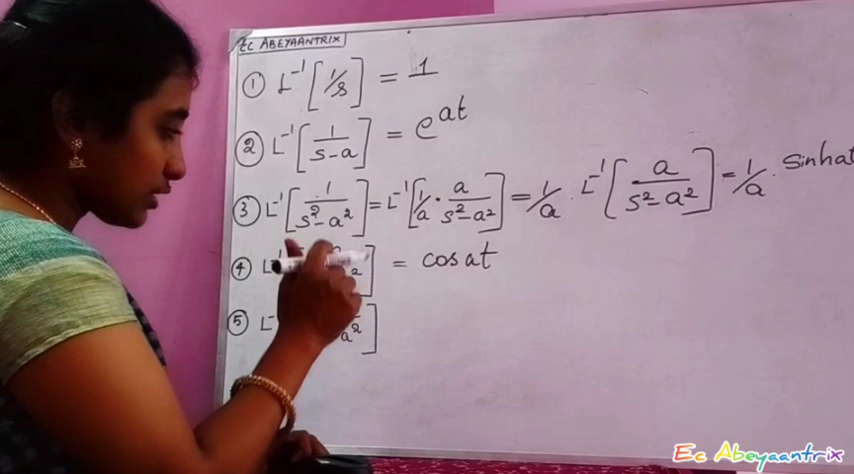 EC ABEYAANTRIX
① L⁻¹[1/s] = 1
② L⁻¹[1/(s-a)] = e^at
③ L⁻¹[1/(s²-a²)] = L⁻¹[1/a · a/(s²-a²)] = 1/a · L⁻¹[a/(s²-a²)] = 1/a · sinhat
④ = cos at
⑤
Ec Abeyaantrix